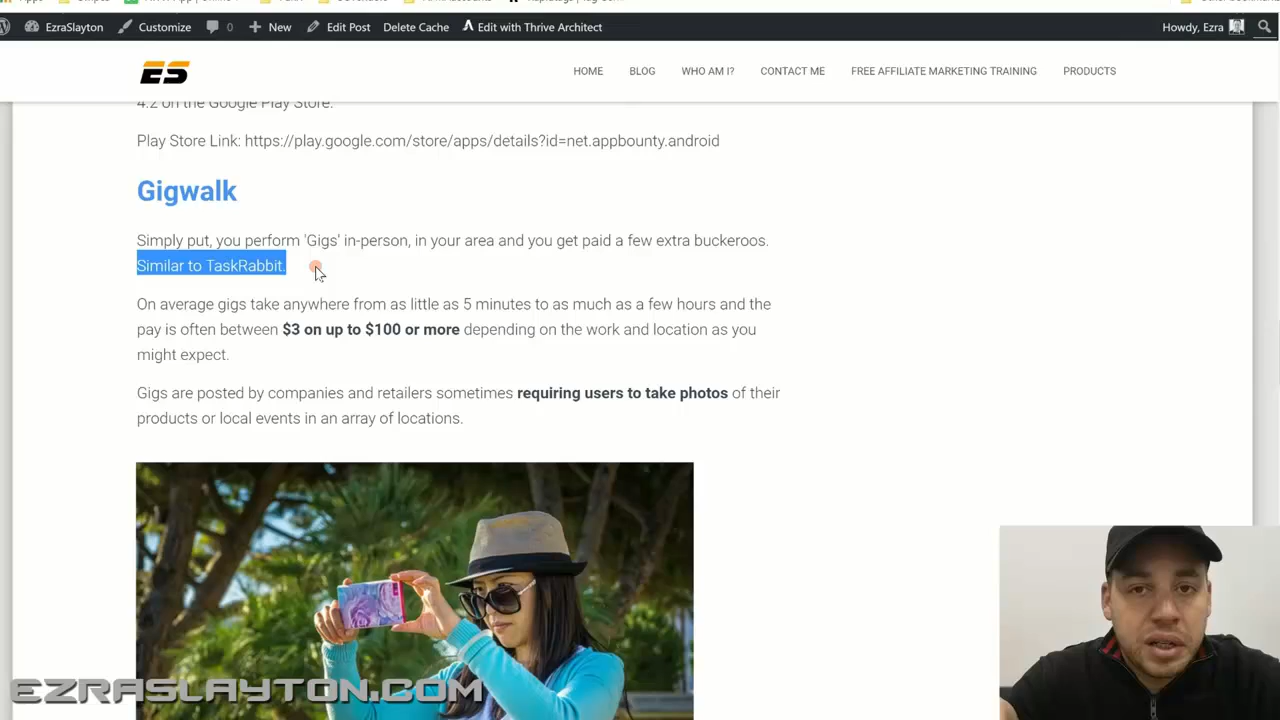 EzraSlayton Customize 0 New Edit Post Delete Cache Edit with Thrive Architect Howdy, Ezra
ES HOME BLOG WHO AM I? CONTACT ME FREE AFFILIATE MARKETING TRAINING PRODUCTS
4.2 on the Google Play Store.
Play Store Link: https://play.google.com/store/apps/details?id=net.appbounty.android
Gigwalk
Simply put, you perform 'Gigs' in-person, in your area and you get paid a few extra buckeroos.
Similar to TaskRabbit.
On average gigs take anywhere from as little as 5 minutes to as much as a few hours and the
pay is often between $3 on up to $100 or more depending on the work and location as you
might expect.
Gigs are posted by companies and retailers sometimes requiring users to take photos of their
products or local events in an array of locations.
EZRASLAYTON.COM